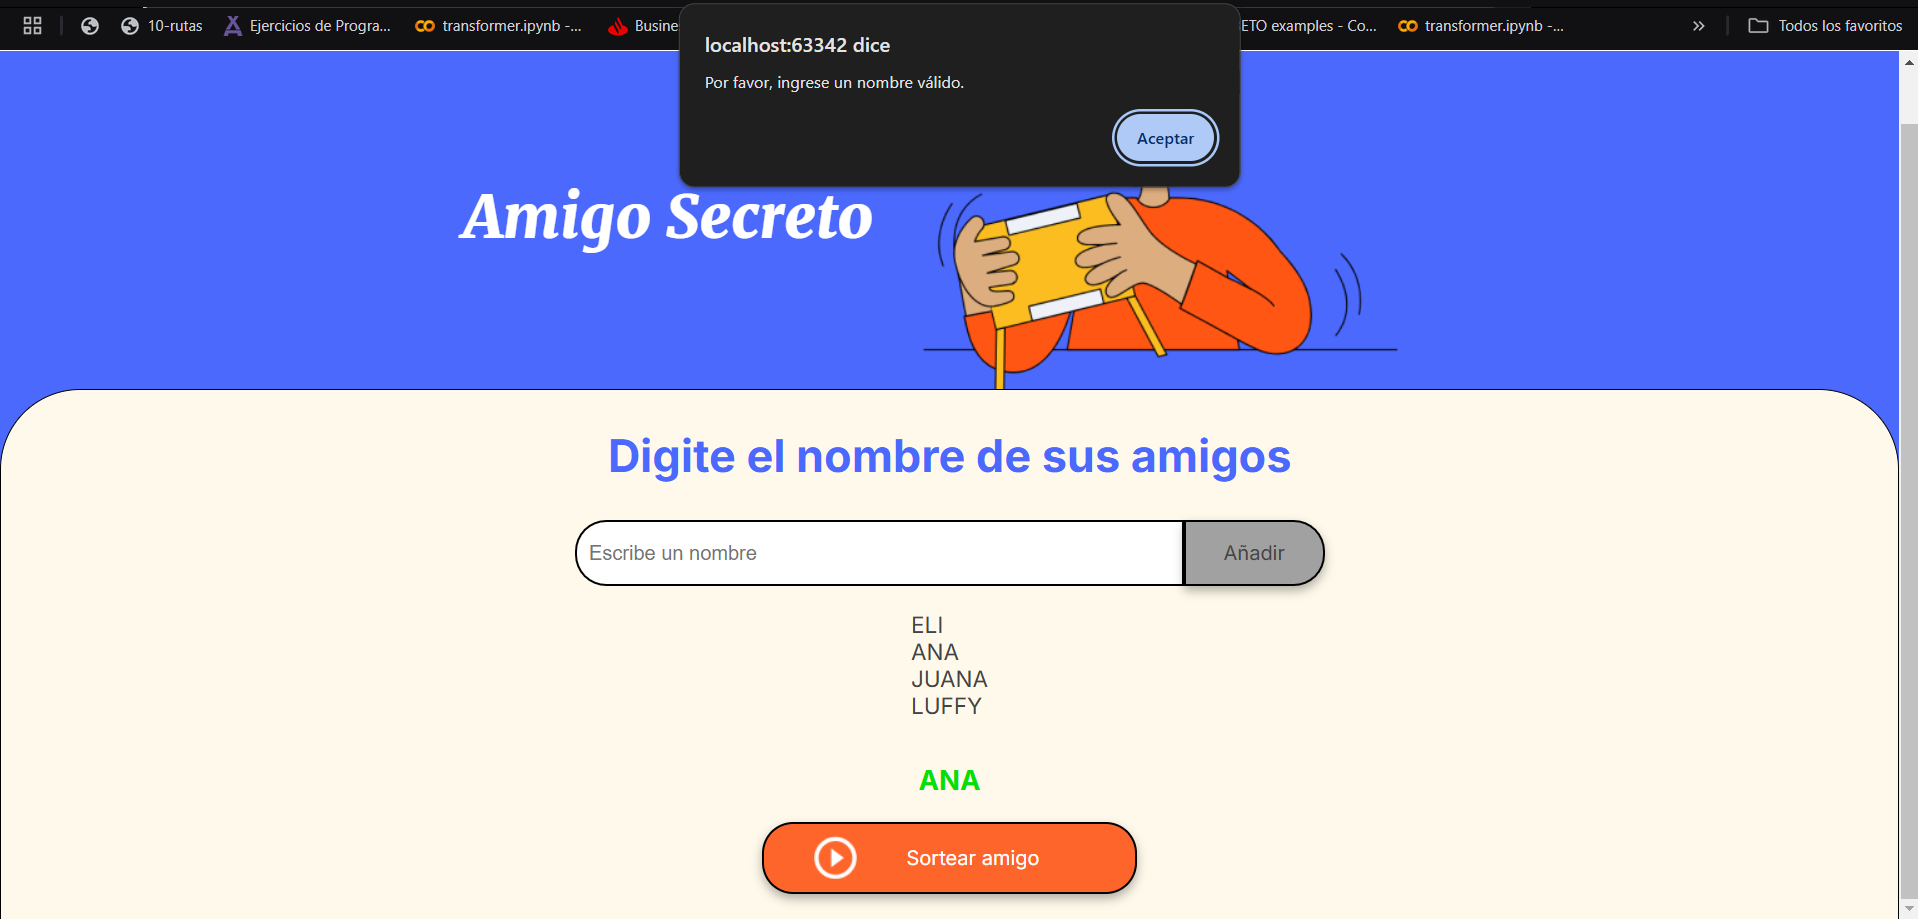 10-rutas
Ejercicios de Progra...
transformer.ipynb -...
Busine
ETO examples - Co...
transformer.ipynb -...
Todos los favoritos
localhost:63342 dice
Por favor, ingrese un nombre válido.
Aceptar
Amigo Secreto
Digite el nombre de sus amigos
Escribe un nombre
Añadir
ELI
ANA
JUANA
LUFFY
ANA
Sortear amigo